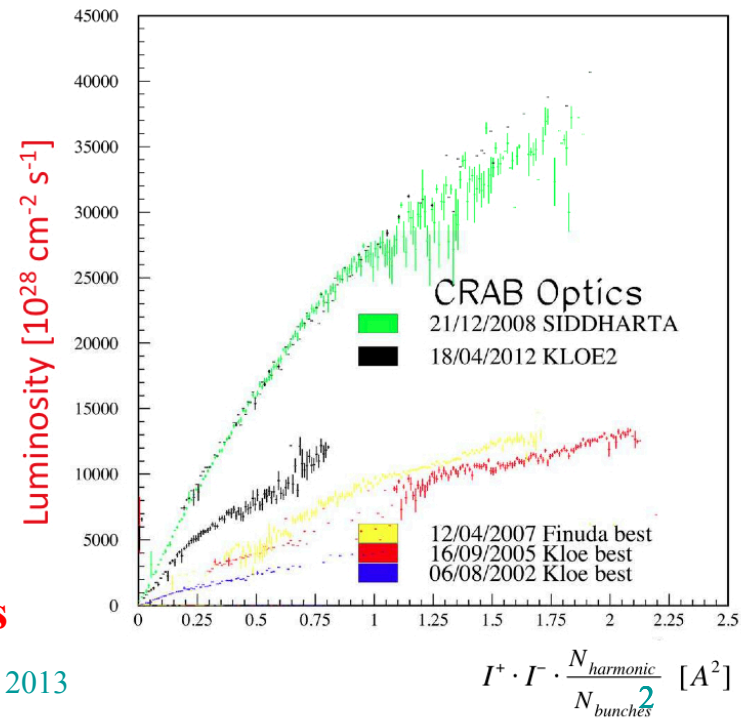 45000
40000
35000
30000
25000
20000
15000
10000
5000
0
Luminosity [10²⁸ cm⁻² s⁻¹]
CRAB Optics
21/12/2008 SIDDHARTA
18/04/2012 KLOE2
12/04/2007 Finuda best
16/09/2005 Kloe best
06/08/2002 Kloe best
0 0.25 0.5 0.75 1 1.25 1.5 1.75 2 2.25 2.5
s
2013
I⁺ · I⁻ · N_harmonic / N_bunches [A²]
2